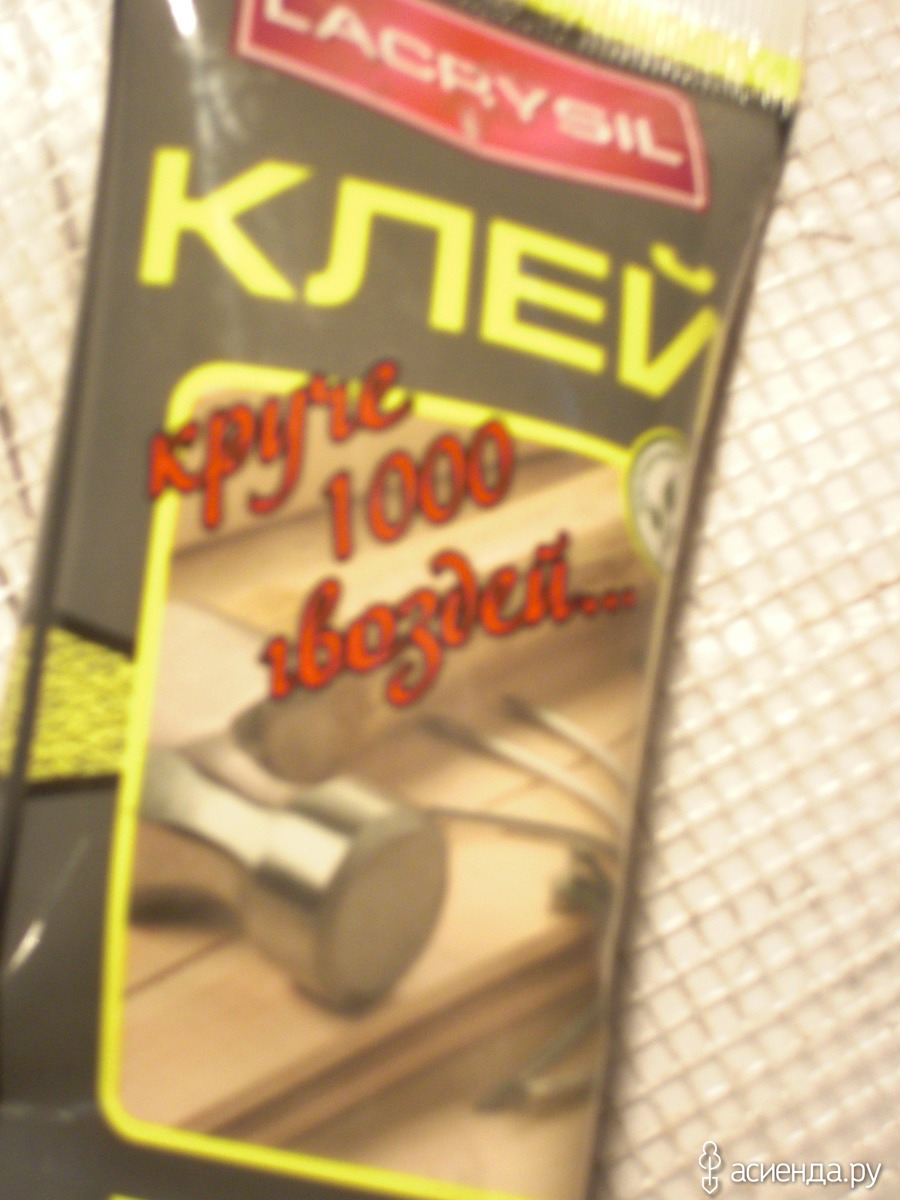 LACRYSIL
КЛЕЙ
круче
1000
гвоздей...
асиенда.ру